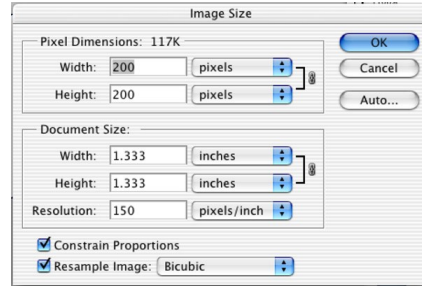 Image Size
Pixel Dimensions: 117K
Width: 200 pixels
Height: 200 pixels
OK
Cancel
Auto...
Document Size:
Width: 1.333 inches
Height: 1.333 inches
Resolution: 150 pixels/inch
Constrain Proportions
Resample Image: Bicubic